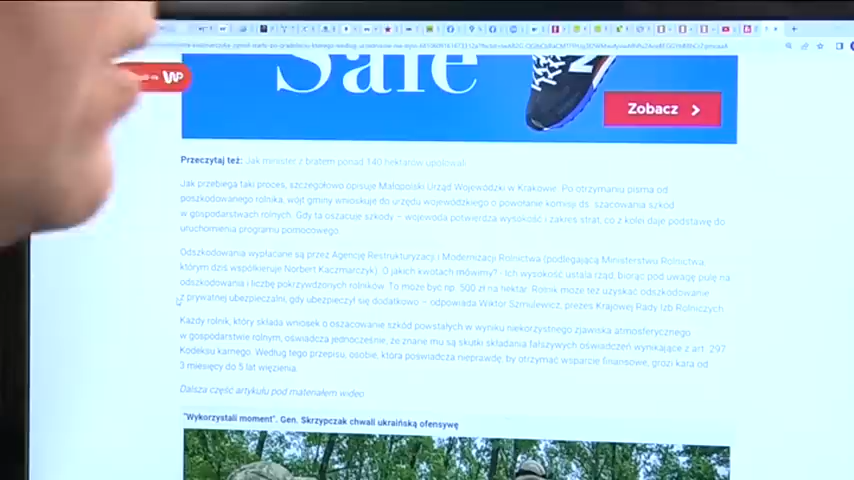 Sale
Zobacz
WP
Przeczytaj też: Jak minister z bratem ponad 140 hektarów upolował
Jak przebiega taki proces, szczegółowo opisuje Małopolski Urząd Wojewódzki w Krakowie. Po otrzymaniu pisma od
poszkodowanego rolnika, wójt gminy wnioskuje do urzędu wojewódzkiego o powołanie komisji ds. szacowania szkód
w gospodarstwach rolnych. Gdy ta oszacuje szkody – wojewoda potwierdza wysokość i zakres strat, co z kolei daje podstawę do
uruchomienia programu pomocowego.
Odszkodowania wypłacane są przez Agencję Restrukturyzacji i Modernizacji Rolnictwa (podlegającą Ministerstwu Rolnictwa,
którym dziś współkieruje Norbert Kaczmarczyk). O jakich kwotach mówimy? - Ich wysokość ustala rząd, biorąc pod uwagę pulę na
odszkodowania i liczbę pokrzywdzonych rolników. To może być np. 500 zł na hektar. Rolnik może też uzyskać odszkodowanie
z prywatnej ubezpieczalni, gdy ubezpieczył się dodatkowo – odpowiada Wiktor Szmulewicz, prezes Krajowej Rady Izb Rolniczych.
Każdy rolnik, który składa wniosek o oszacowanie szkód powstałych w wyniku niekorzystnego zjawiska atmosferycznego
w gospodarstwie rolnym, oświadcza jednocześnie, że znane mu są skutki składania fałszywych oświadczeń wynikające z art. 297
Kodeksu karnego. Według tego przepisu, osobie, która poświadcza nieprawdę, by otrzymać wsparcie finansowe, grozi kara od
3 miesięcy do 5 lat więzienia.
Dalsza część artykułu pod materiałem wideo
"Wykorzystali moment". Gen. Skrzypczak chwali ukraińską ofensywę